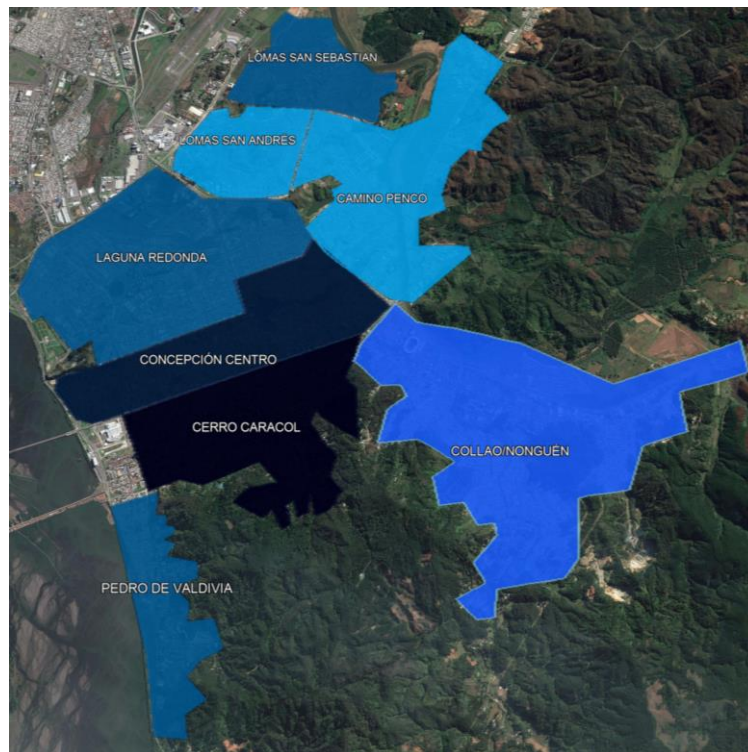 LOMAS SAN SEBASTIAN
LOMAS SAN ANDRES
CAMINO PENCO
LAGUNA REDONDA
CONCEPCIÓN CENTRO
CERRO CARACOL
COLLAO/NONGUÉN
PEDRO DE VALDIVIA